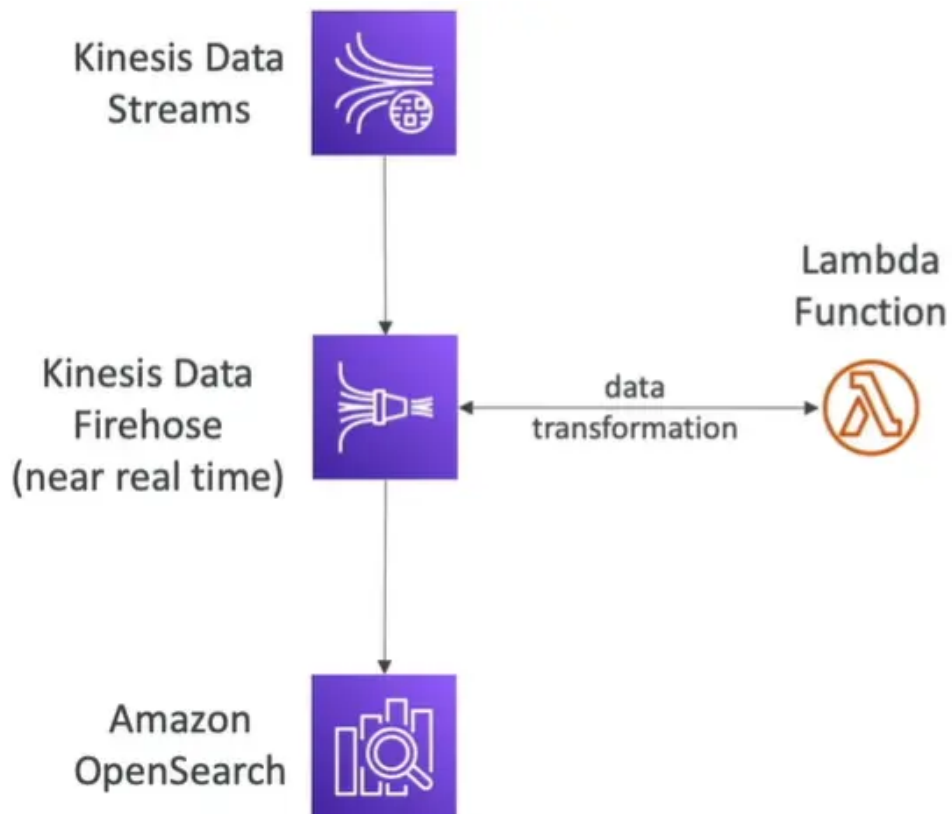 Kinesis Data
Streams
Lambda
Function
Kinesis Data
Firehose
(near real time)
data
transformation
Amazon
OpenSearch